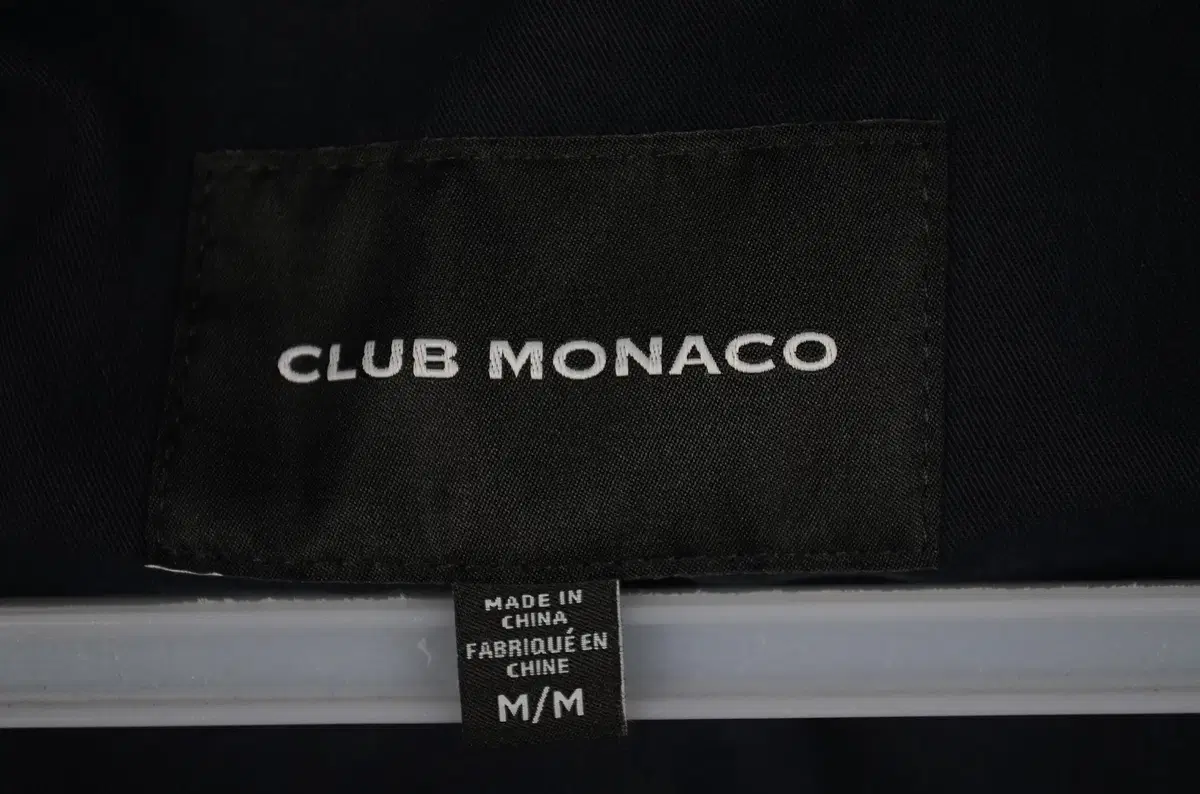 CLUB MONACO
MADE IN
CHINA
FABRIQUÉ EN
CHINE
M/M